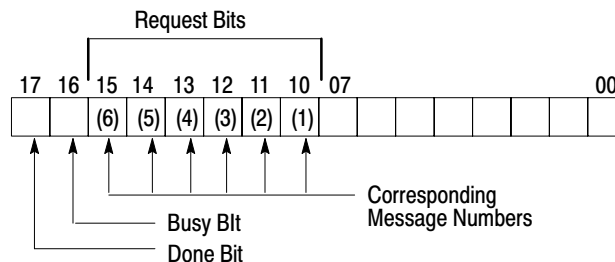 Request Bits
17 16 15 14 13 12 11 10 07 00
(6) (5) (4) (3) (2) (1)
Corresponding
Message Numbers
Busy BIt
Done Bit